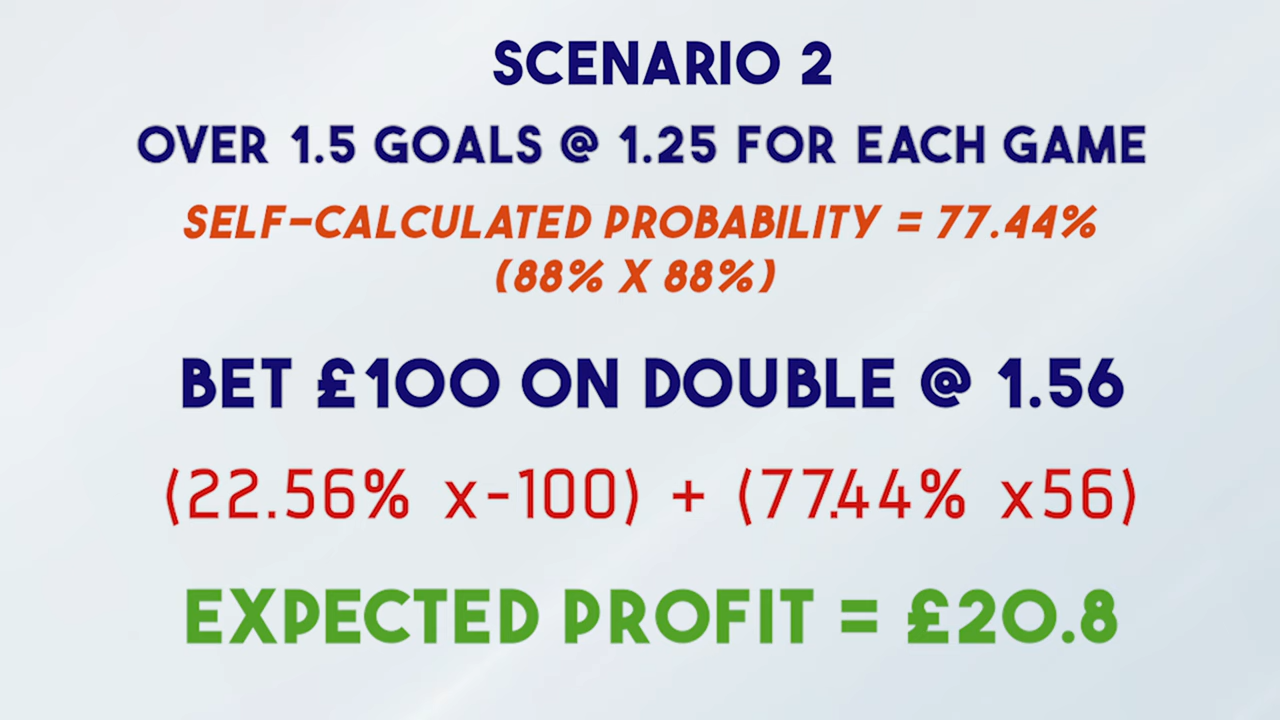 SCENARIO 2
OVER 1.5 GOALS @ 1.25 FOR EACH GAME
SELF-CALCULATED PROBABILITY = 77.44%
(88% X 88%)
BET £100 ON DOUBLE @ 1.56
(22.56% x-100) + (77.44% x56)
EXPECTED PROFIT = £20.8